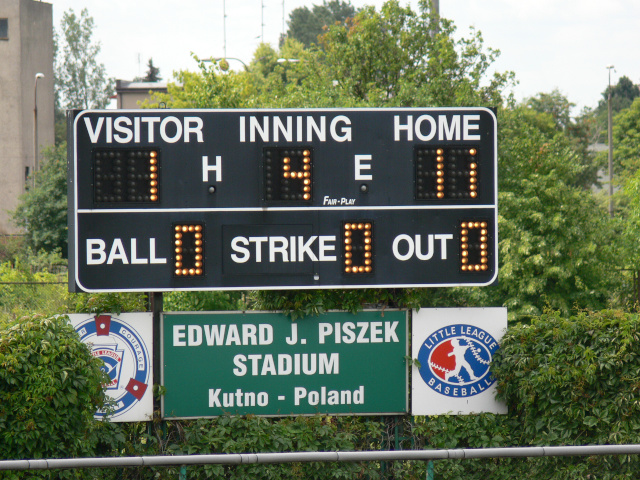 VISITOR INNING HOME
1 H 4 E 11
FAIR-PLAY
BALL 0 STRIKE 0 OUT 0
EDWARD J. PISZEK
STADIUM
Kutno - Poland
COURAGE
LITTLE LEAGUE
BASEBALL